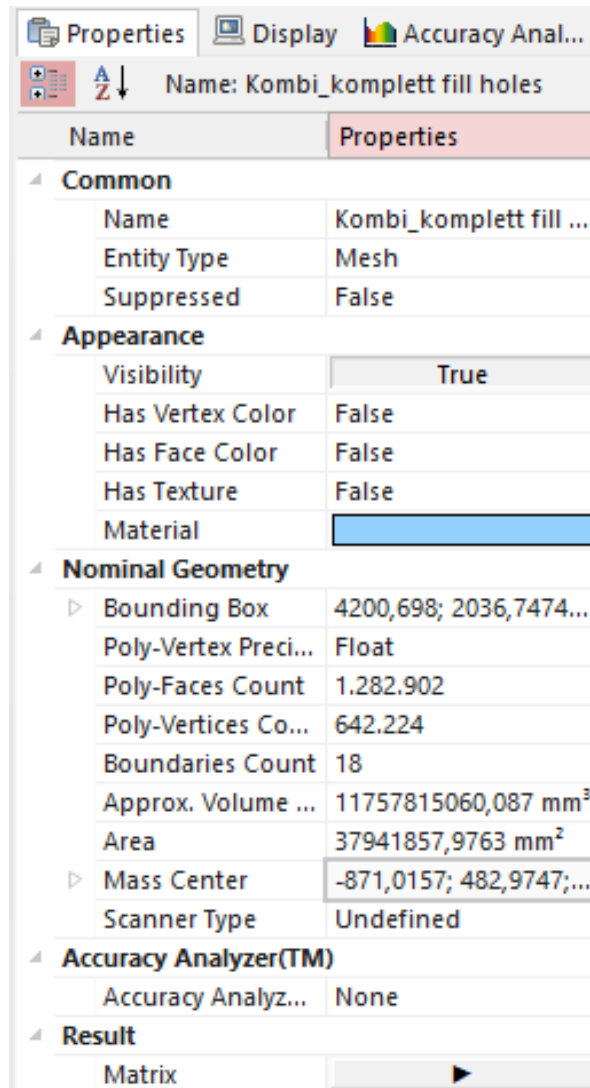 Properties Display Accuracy Anal...
Name: Kombi_komplett fill holes
Name Properties
Common
Name Kombi_komplett fill ...
Entity Type Mesh
Suppressed False
Appearance
Visibility True
Has Vertex Color False
Has Face Color False
Has Texture False
Material
Nominal Geometry
Bounding Box 4200,698; 2036,7474...
Poly-Vertex Preci... Float
Poly-Faces Count 1.282.902
Poly-Vertices Co... 642.224
Boundaries Count 18
Approx. Volume ... 11757815060,087 mm³
Area 37941857,9763 mm²
Mass Center -871,0157; 482,9747;...
Scanner Type Undefined
Accuracy Analyzer(TM)
Accuracy Analyz... None
Result
Matrix